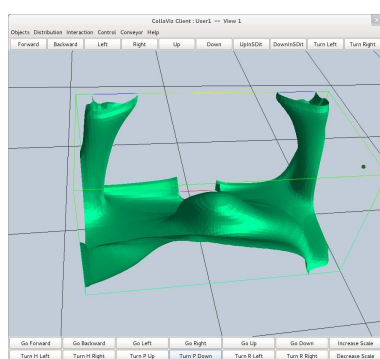 CollaVis Client : User1 — View 1
Objects Distribution Interaction Control Conveyor Help
Forward Backward Left Right Up Down UpInSDit DownInSDit Turn Left Turn Right
Go Forward Go Backward Go Left Go Right Go Up Go Down Increase Scale
Turn H Left Turn H Right Turn P Up Turn P Down Turn R Left Turn R Right Decrease Scale